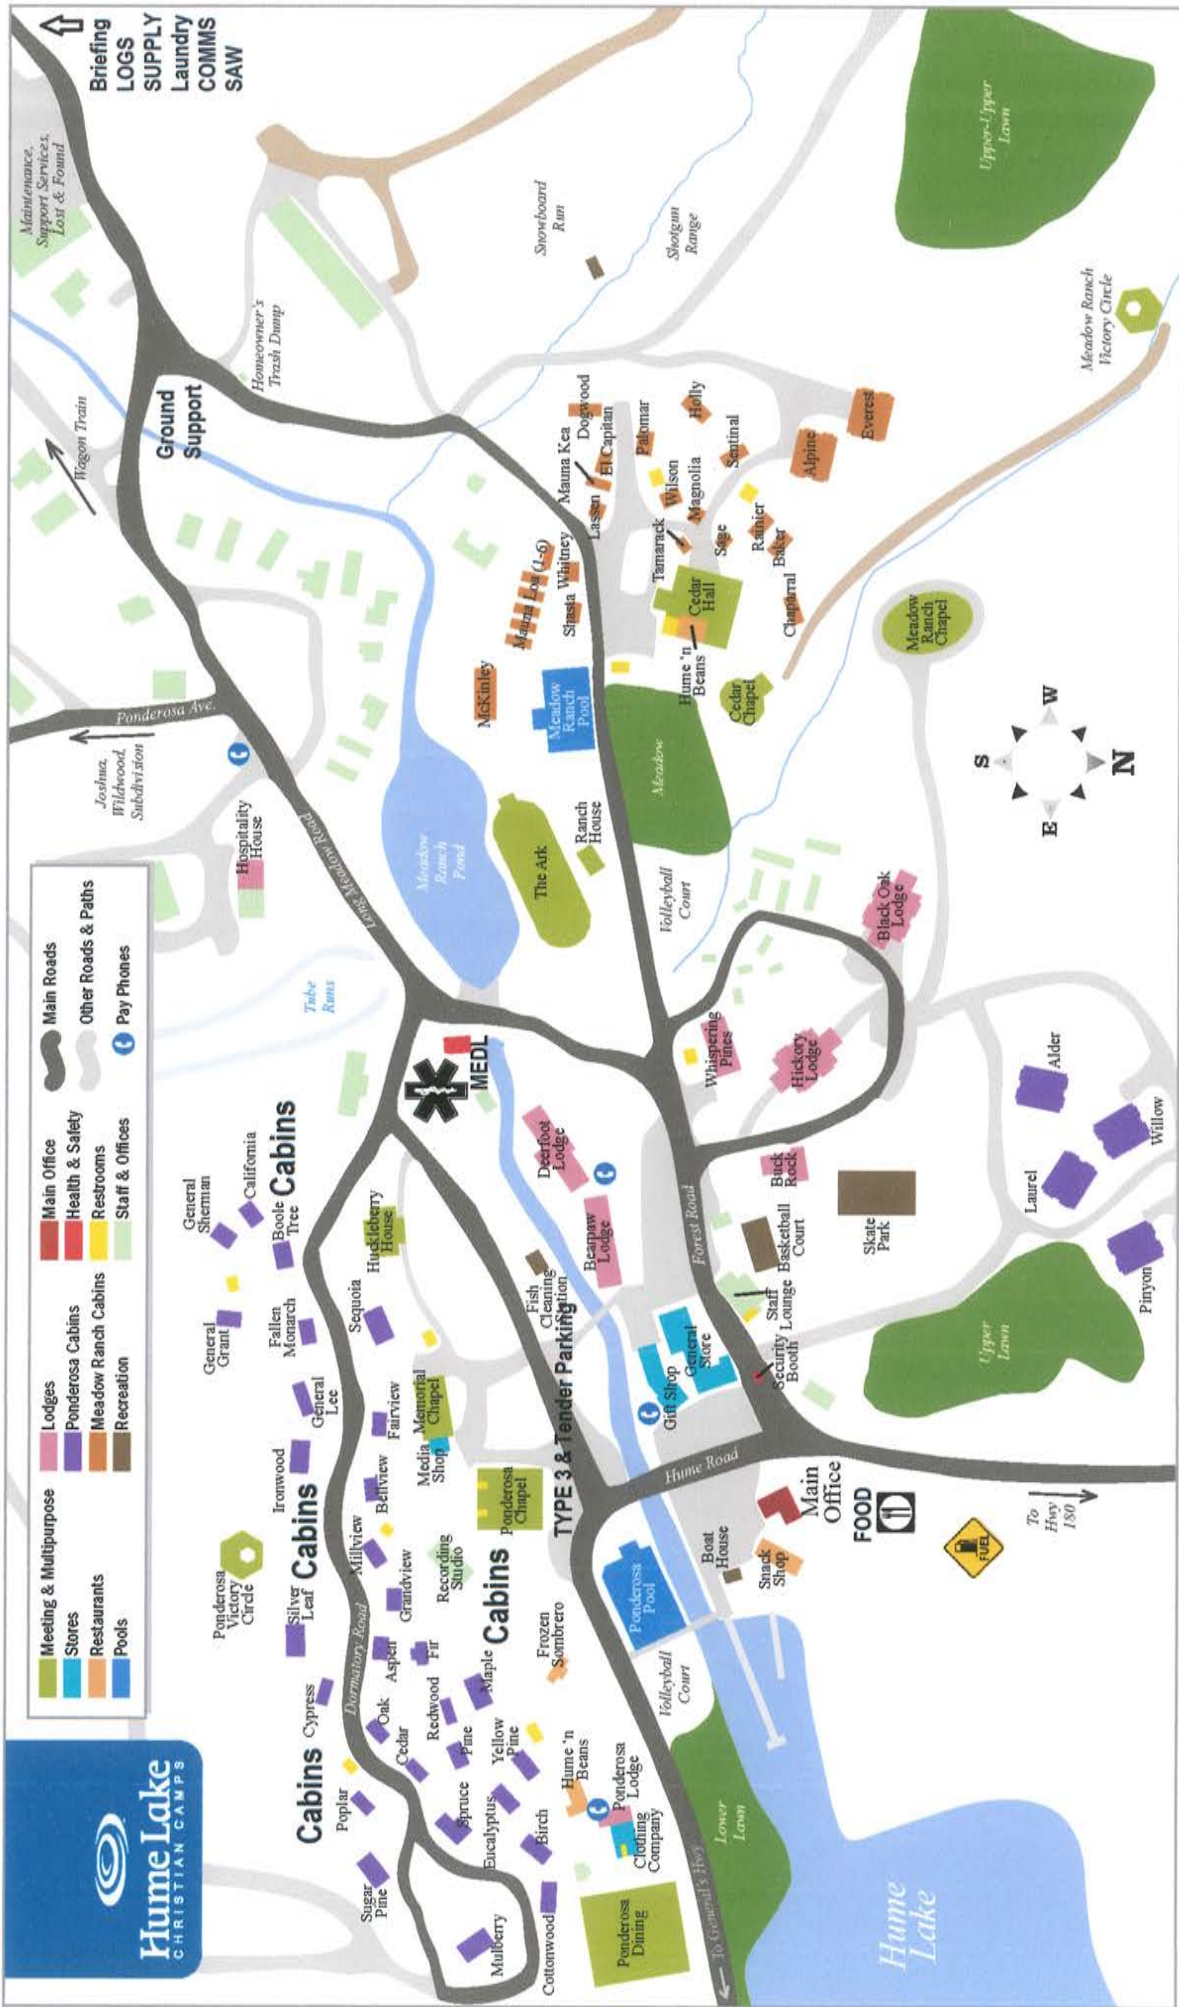 Hume Lake
CHRISTIAN CAMPS
Meeting & Multipurpose
Stores
Restaurants
Pools
Lodges
Ponderosa Cabins
Meadow Ranch Cabins
Recreation
Main Office
Health & Safety
Restrooms
Staff & Offices
Main Roads
Other Roads & Paths
Pay Phones
Briefing
LOGS
SUPPLY
Laundry
COMMS
SAW
Maintenance,
Support Services,
Lost & Found
Wagon Train
Ground
Support
Homeowner's
Trash Dump
Snowboard
Run
Shotgun
Range
Upper-Upper
Lawn
Meadow Ranch
Victory Circle
Ponderosa Ave.
Joshua,
Wildwood,
Subdivision
Hospitality
House
Long Meadow Road
Tube
Runs
Meadow
Ranch
Pond
The Ark
Ranch
House
McKinley
Meadow
Ranch
Pool
Mauna Loa (1-6)
Shasta
Whitney
Lassen
Mauna Kea
El Capitan
Dogwood
Palomar
Holly
Wilson
Magnolia
Sentinal
Tamarack
Sage
Rainier
Baker
Alpine
Everest
Chaparral
Cedar
Hall
Hume 'n
Beans
Cedar
Chapel
Meadow
Meadow
Ranch
Chapel
Volleyball
Court
S
W
E
N
Black Oak
Lodge
Whispering
Pines
Hickory
Lodge
Buck
Rock
Alder
Willow
Laurel
Pinyon
Skate
Park
Basketball
Court
Staff
Lounge
Security
Booth
Upper
Lawn
Forest Road
MEDL
Deerfoot
Lodge
Bearpaw
Lodge
Fish
Cleaning
Station
General
Store
Gift Shop
Hume Road
TYPE 3 & Tender Parking
Cabins
General
Sherman
California
Boole
Tree
General
Grant
Fallen
Monarch
Sequoia
Huckleberry
House
General
Lee
Fairview
Memorial
Chapel
Media
Shop
Ironwood
Bellview
Ponderosa
Chapel
Cabins
Ponderosa
Victory
Circle
Silver
Leaf
Millview
Grandview
Recording
Studio
Cabins
Dormatory Road
Aspen
Fir
Cypress
Oak
Redwood
Maple
Cedar
Pine
Yellow
Pine
Frozen
Sombrero
Cabins
Poplar
Spruce
Eucalyptus
Birch
Sugar
Pine
Mulberry
Cottonwood
Hume 'n
Beans
Ponderosa
Lodge
Clothing
Company
Ponderosa
Dining
Ponderosa
Pool
Volleyball
Court
Boat
House
Snack
Shop
Main
Office
FOOD
FUEL
To
Hwy
180
To General's Hwy
Lower
Lawn
Hume
Lake